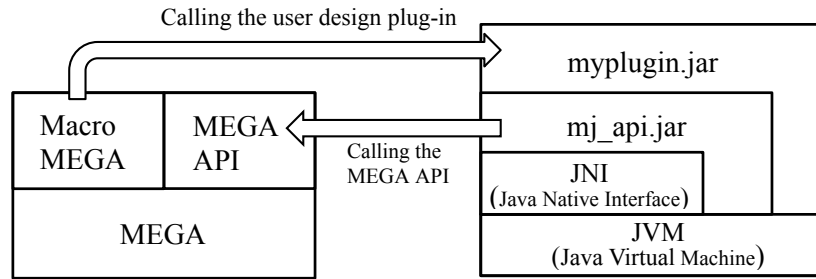 Calling the user design plug-in
myplugin.jar
Macro
MEGA
MEGA
API
mj_api.jar
Calling the
MEGA API
JNI
(Java Native Interface)
MEGA
JVM
(Java Virtual Machine)